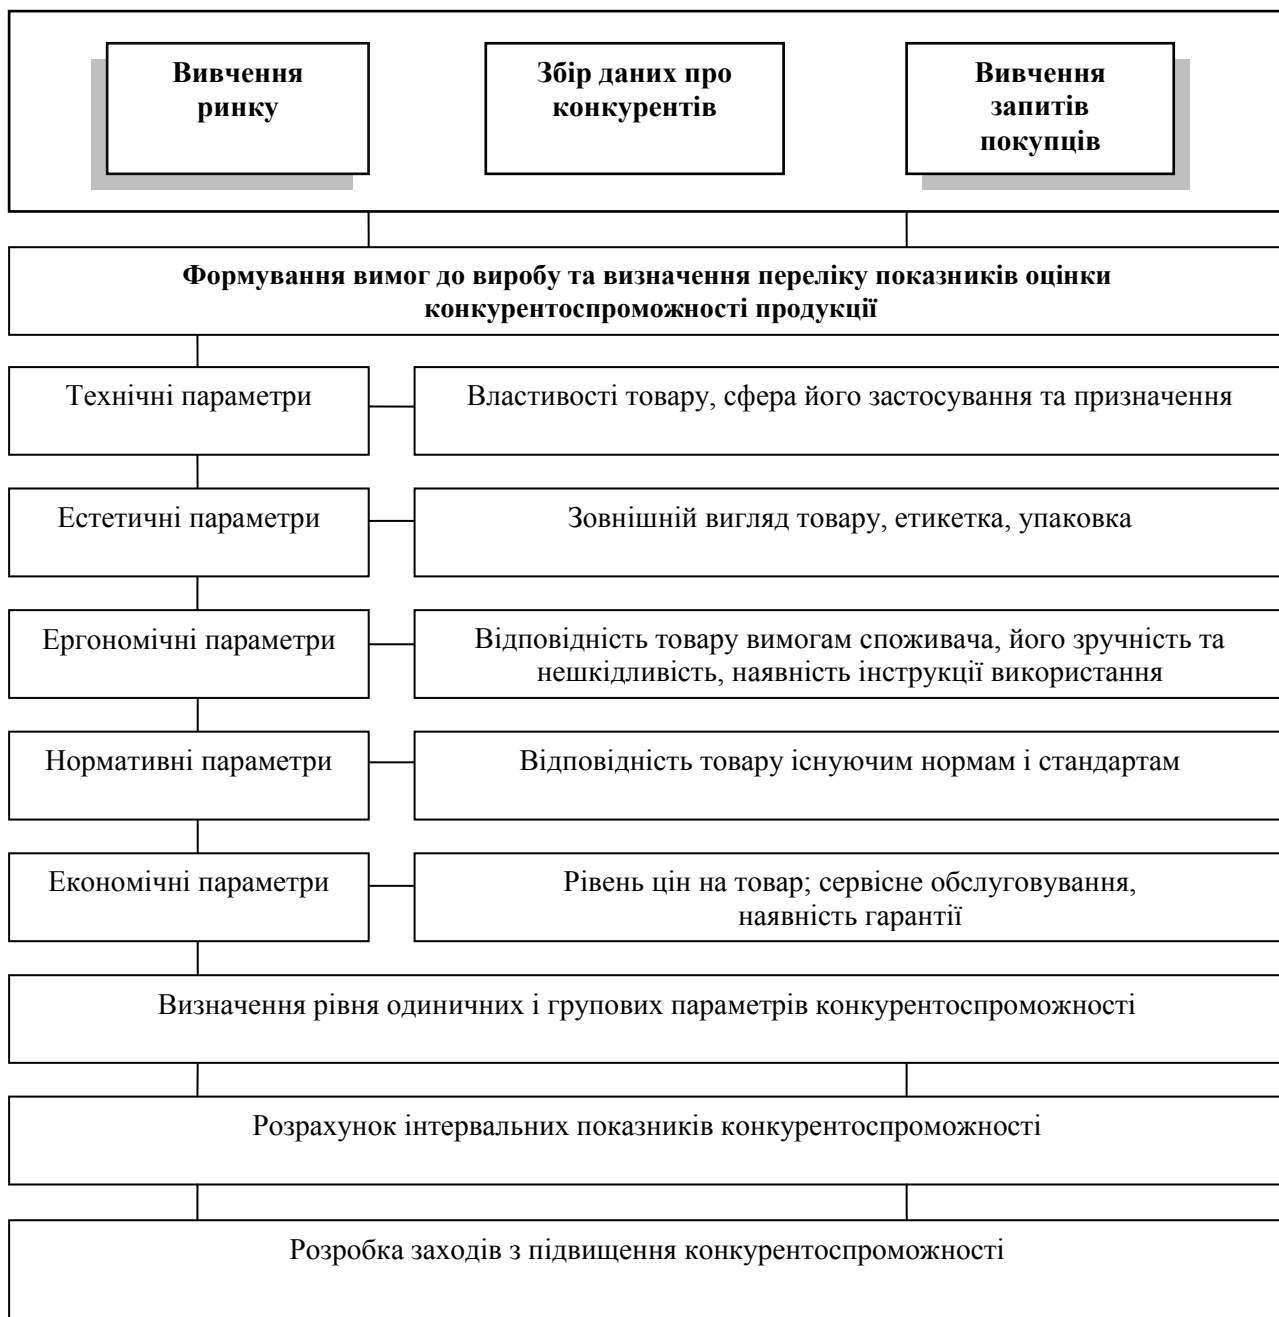 Вивчення
ринку
Збір даних про
конкурентів
Вивчення
запитів
покупців
Формування вимог до виробу та визначення переліку показників оцінки
конкурентоспроможності продукції
Технічні параметри
Властивості товару, сфера його застосування та призначення
Естетичні параметри
Зовнішній вигляд товару, етикетка, упаковка
Ергономічні параметри
Відповідність товару вимогам споживача, його зручність та
нешкідливість, наявність інструкції використання
Нормативні параметри
Відповідність товару існуючим нормам і стандартам
Економічні параметри
Рівень цін на товар; сервісне обслуговування,
наявність гарантії
Визначення рівня одиничних і групових параметрів конкурентоспроможності
Розрахунок інтервальних показників конкурентоспроможності
Розробка заходів з підвищення конкурентоспроможності